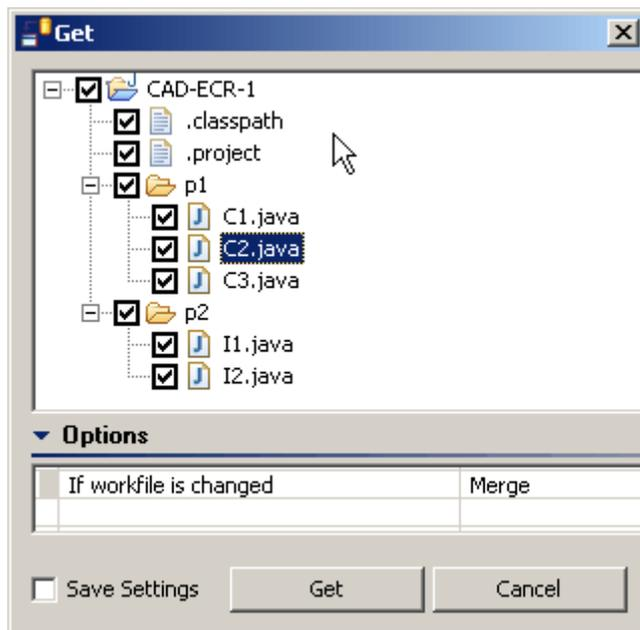 Get
CAD-ECR-1
.classpath
.project
p1
C1.java
C2.java
C3.java
p2
I1.java
I2.java
Options
If workfile is changed Merge
Save Settings Get Cancel